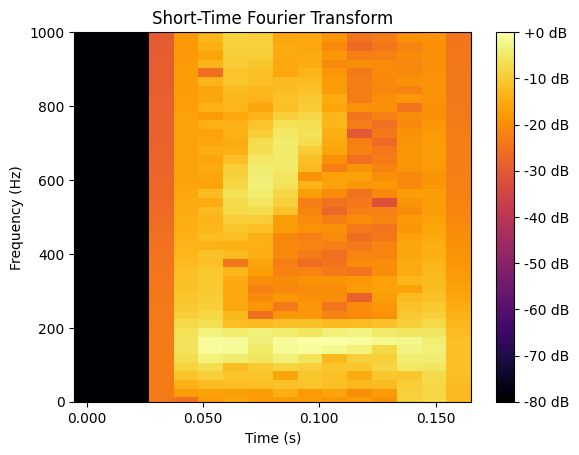 Short-Time Fourier Transform
1000
800
600
400
200
0
Frequency (Hz)
0.000
0.050
0.100
0.150
Time (s)
+0 dB
-10 dB
-20 dB
-30 dB
-40 dB
-50 dB
-60 dB
-70 dB
-80 dB